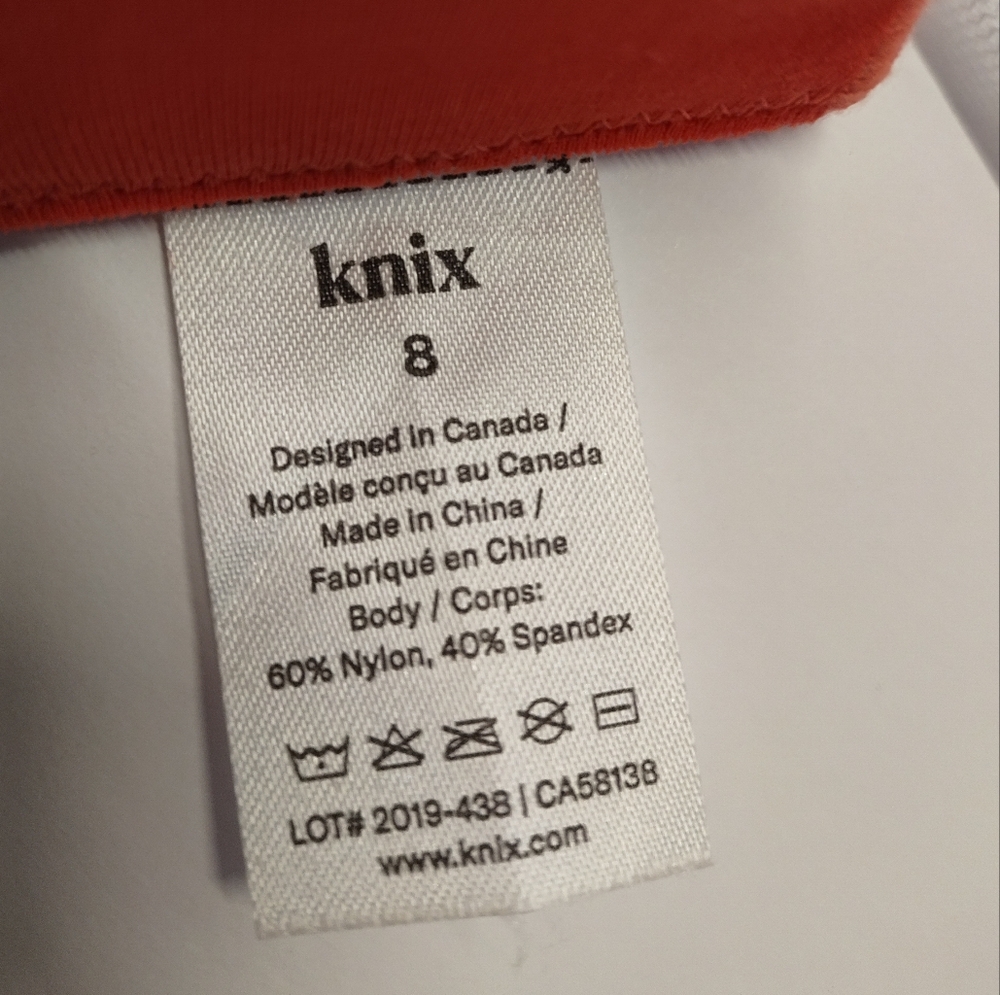 knix
8
Designed in Canada /
Modèle conçu au Canada
Made in China /
Fabriqué en Chine
Body / Corps:
60% Nylon, 40% Spandex
LOT# 2019-438 | CA58138
www.knix.com